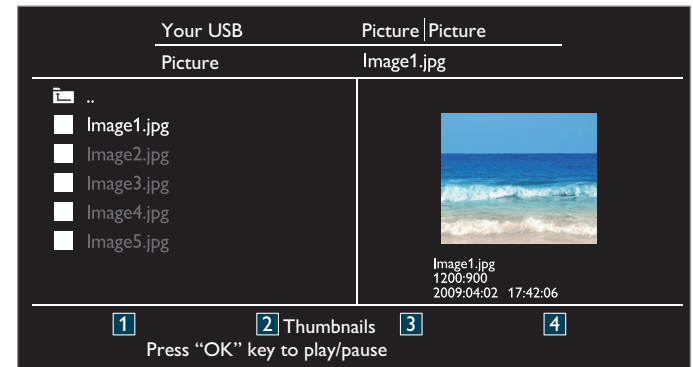 Your USB Picture Picture
Picture Image1.jpg
..
Image1.jpg
Image2.jpg
Image3.jpg
Image4.jpg
Image5.jpg
Image1.jpg
1200:900
2009:04:02 17:42:06
1 2 Thumbnails 3 4
Press “OK” key to play/pause